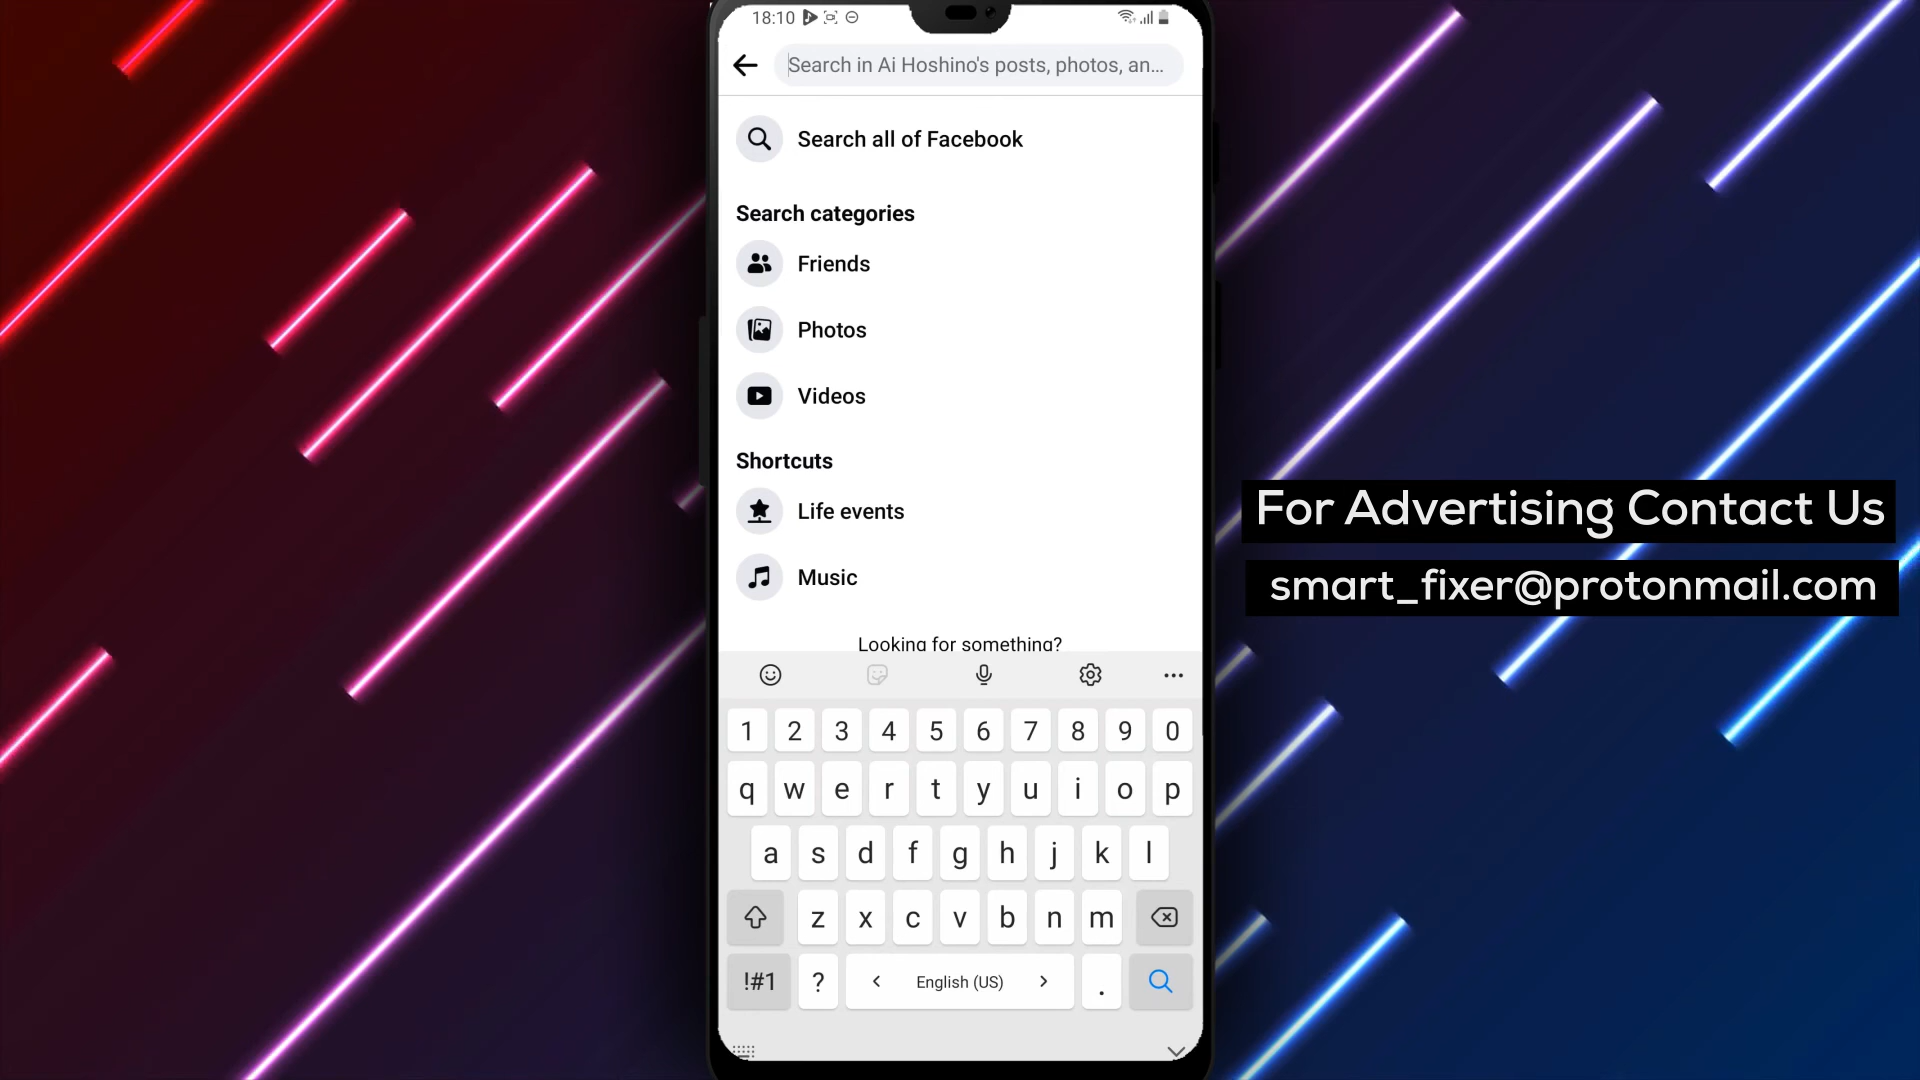 18:10
Search in Ai Hoshino's posts, photos, an...
Search all of Facebook
Search categories
Friends
Photos
Videos
Shortcuts
Life events
Music
Looking for something?
1 2 3 4 5 6 7 8 9 0
q w e r t y u i o p
a s d f g h j k l
z x c v b n m
!#1 ? < English (US) > .
For Advertising Contact Us
smart_fixer@protonmail.com